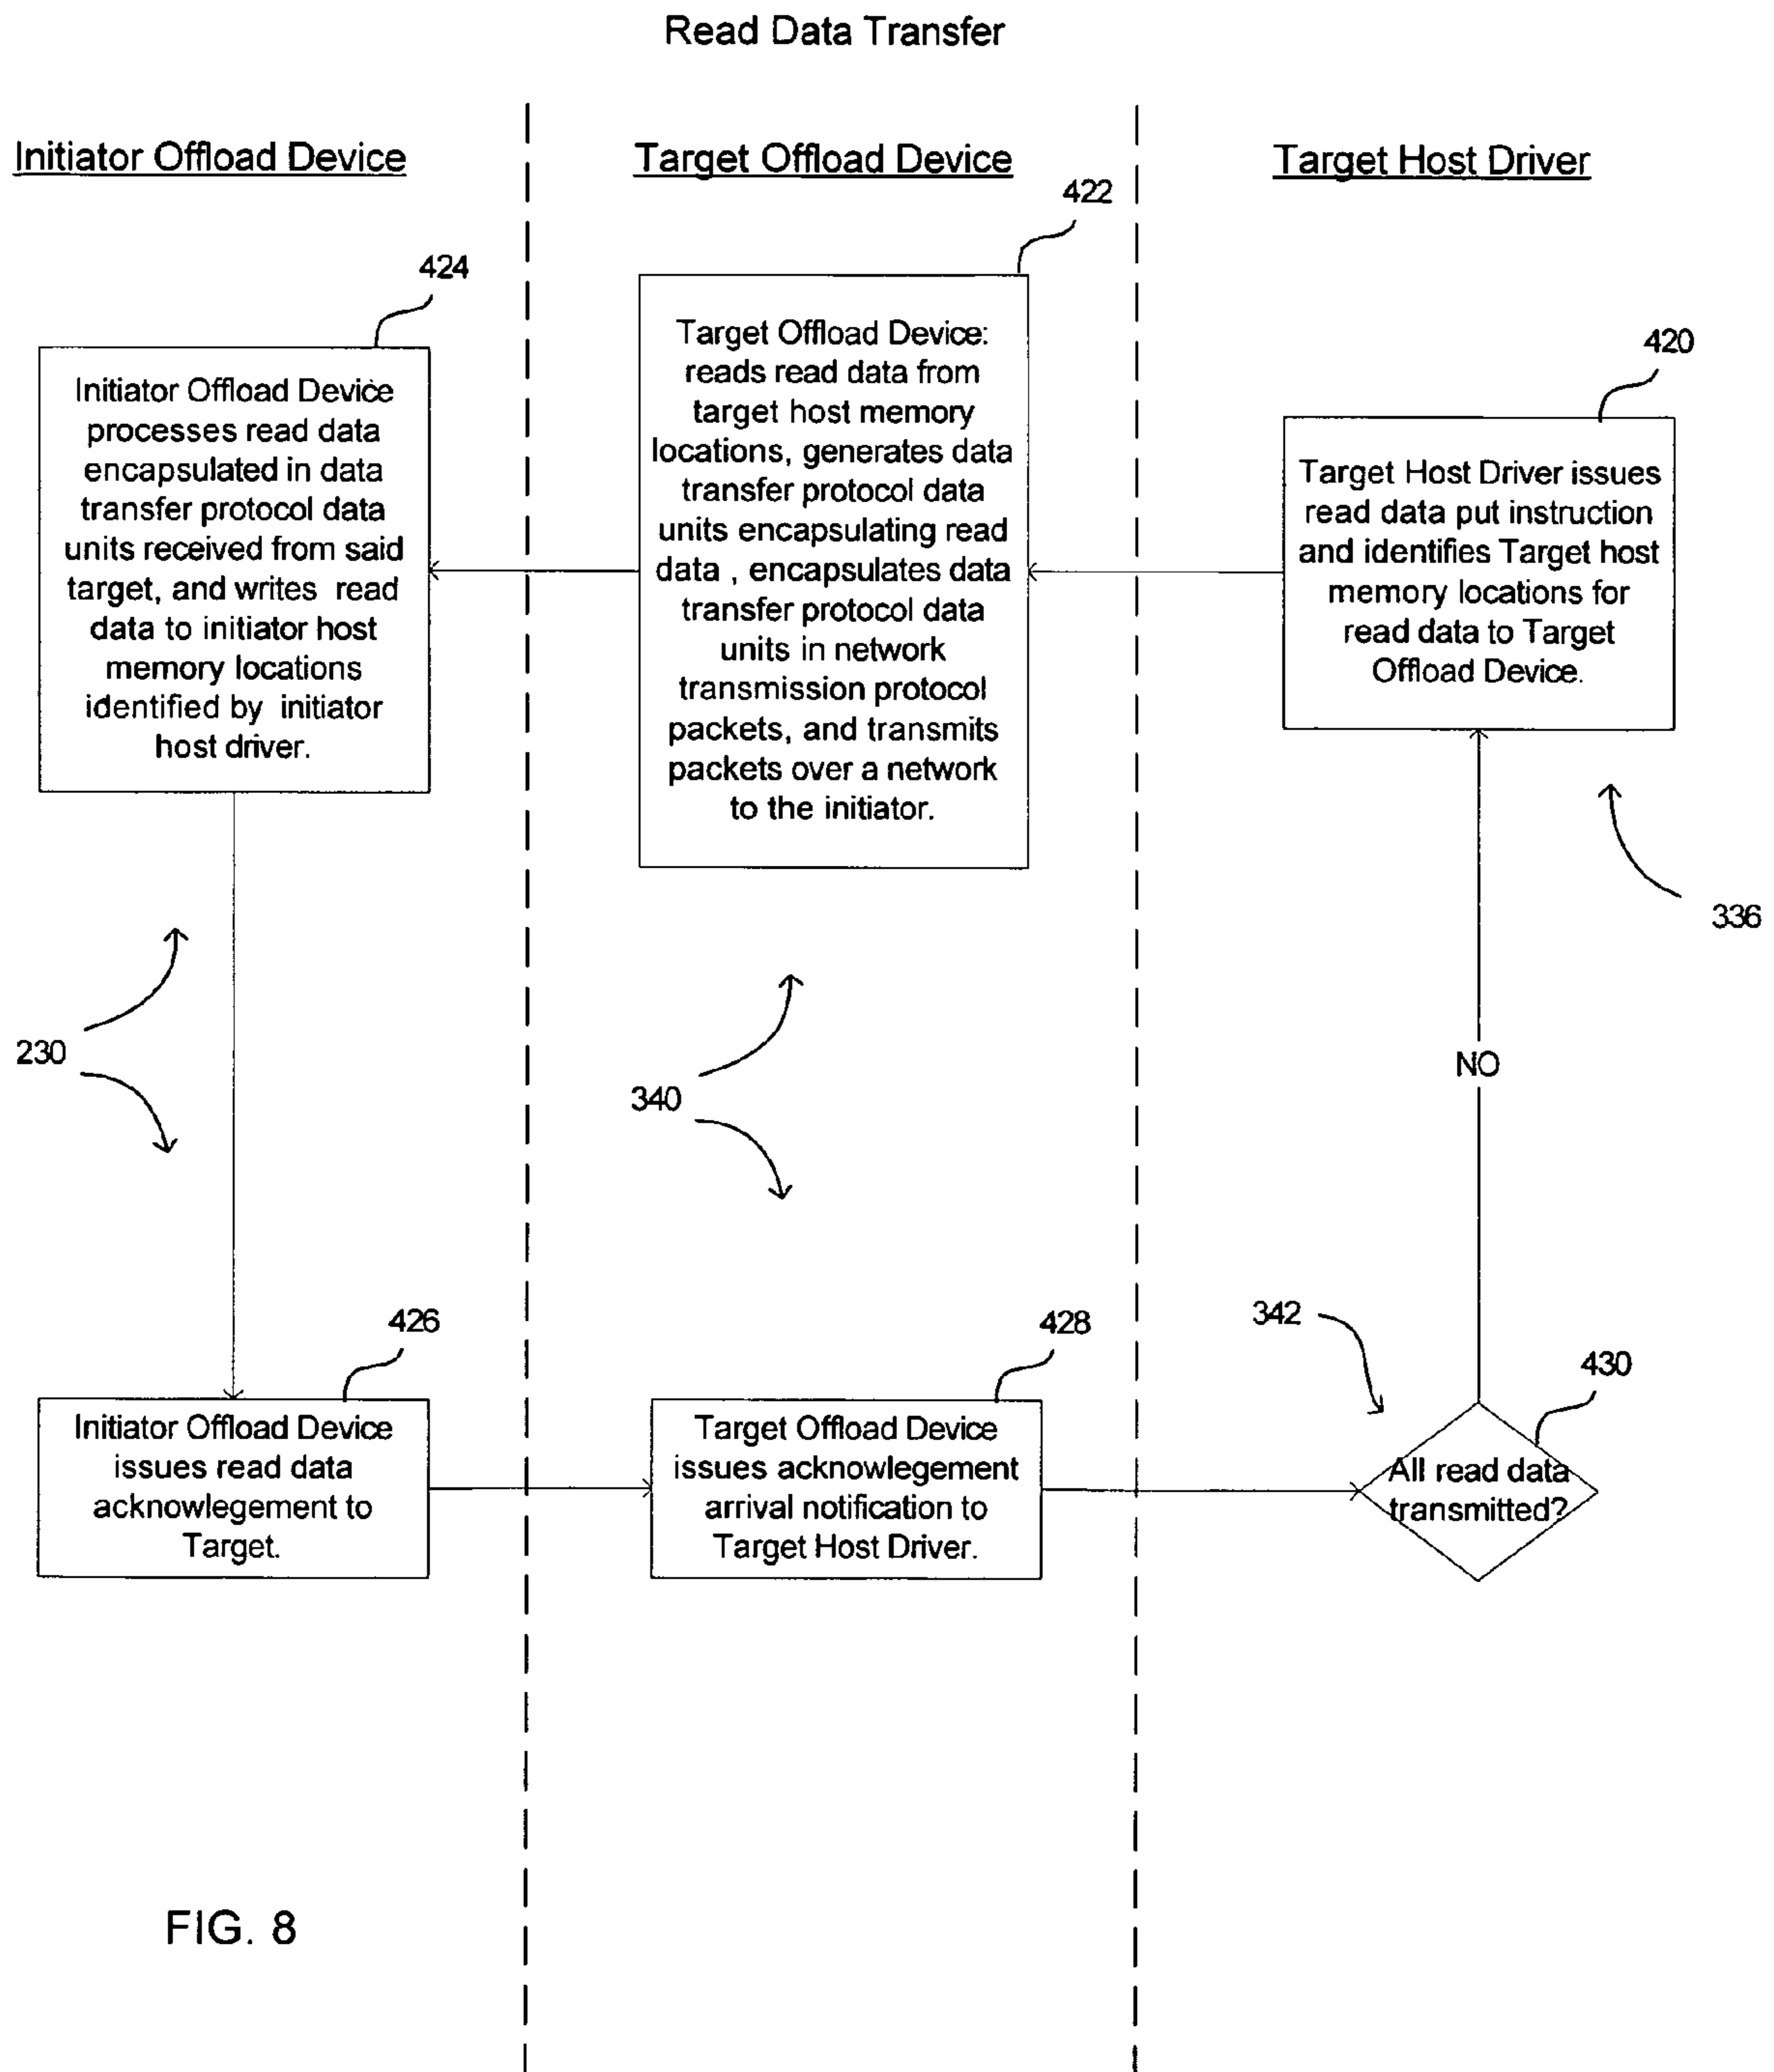 Read Data Transfer
Initiator Offload Device
Target Offload Device
Target Host Driver
422
424
420
Initiator Offload Device
processes read data
encapsulated in data
transfer protocol data
units received from said
target, and writes read
data to initiator host
memory locations
identified by initiator
host driver.
Target Offload Device:
reads read data from
target host memory
locations, generates data
transfer protocol data
units encapsulating read
data , encapsulates data
transfer protocol data
units in network
transmission protocol
packets, and transmits
packets over a network
to the initiator.
Target Host Driver issues
read data put instruction
and identifies Target host
memory locations for
read data to Target
Offload Device.
336
230
340
NO
426
428
342
430
Initiator Offload Device
issues read data
acknowlegement to
Target.
Target Offload Device
issues acknowlegement
arrival notification to
Target Host Driver.
All read data
transmitted?
FIG. 8